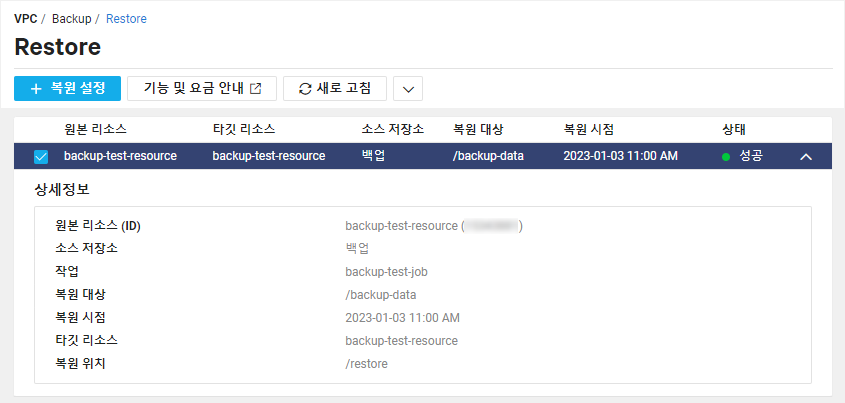 VPC / Backup / Restore
Restore
+ 복원 설정 기능 및 요금 안내 새로 고침
원본 리소스 타깃 리소스 소스 저장소 복원 대상 복원 시점 상태
backup-test-resource backup-test-resource 백업 /backup-data 2023-01-03 11:00 AM 성공
상세정보
원본 리소스 (ID) backup-test-resource ( )
소스 저장소 백업
작업 backup-test-job
복원 대상 /backup-data
복원 시점 2023-01-03 11:00 AM
타깃 리소스 backup-test-resource
복원 위치 /restore